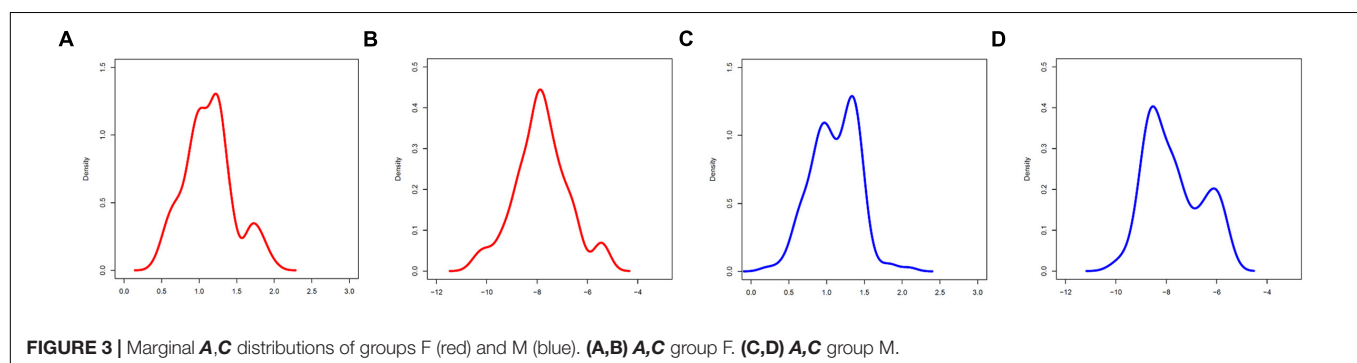 A
B
C
D
Density
0.0 0.5 1.0 1.5
0.0 0.5 1.0 1.5 2.0 2.5 3.0
Density
0.0 0.1 0.2 0.3 0.4 0.5
−12 −10 −8 −6 −4
Density
0.0 0.5 1.0 1.5
0.0 0.5 1.0 1.5 2.0 2.5 3.0
Density
0.0 0.1 0.2 0.3 0.4 0.5
−12 −10 −8 −6 −4
FIGURE 3 | Marginal A,C distributions of groups F (red) and M (blue). (A,B) A,C group F. (C,D) A,C group M.